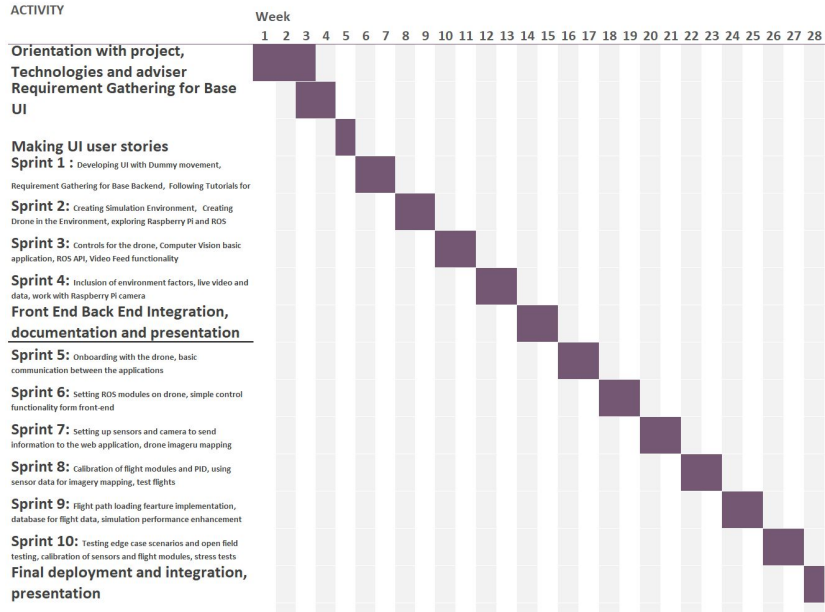 ACTIVITY
Week
1 2 3 4 5 6 7 8 9 10 11 12 13 14 15 16 17 18 19 20 21 22 23 24 25 26 27 28
Orientation with project,
Technologies and adviser
Requirement Gathering for Base
UI
Making UI user stories
Sprint 1 : Developing UI with Dummy movement,
Requirement Gathering for Base Backend, Following Tutorials for
Sprint 2: Creating Simulation Environment, Creating
Drone in the Environment, exploring Raspberry Pi and ROS
Sprint 3: Controls for the drone, Computer Vision basic
application, ROS API, Video Feed functionality
Sprint 4: Inclusion of environment factors, live video and
data, work with Raspberry Pi camera
Front End Back End Integration,
documentation and presentation
Sprint 5: Onboarding with the drone, basic
communication between the applications
Sprint 6: Setting ROS modules on drone, simple control
functionality form front-end
Sprint 7: Setting up sensors and camera to send
information to the web application, drone imageru mapping
Sprint 8: Calibration of flight modules and PID, using
sensor data for imagery mapping, test flights
Sprint 9: Flight path loading fearture implementation,
database for flight data, simulation performance enhancement
Sprint 10: Testing edge case scenarios and open field
testing, calibration of sensors and flight modules, stress tests
Final deployment and integration,
presentation